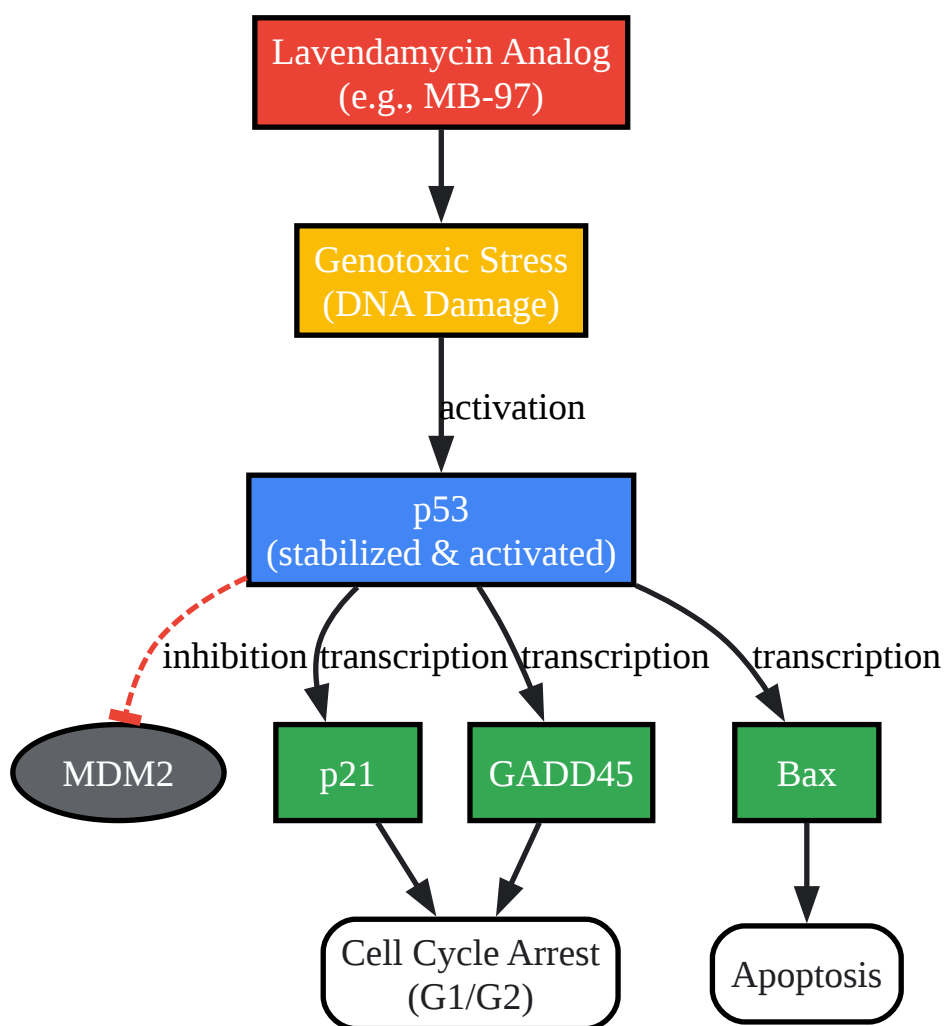 Lavendamycin Analog
(e.g., MB-97)
Genotoxic Stress
(DNA Damage)
activation
p53
(stabilized & activated)
inhibition
transcription
transcription
transcription
MDM2
p21
GADD45
Bax
Cell Cycle Arrest
(G1/G2)
Apoptosis